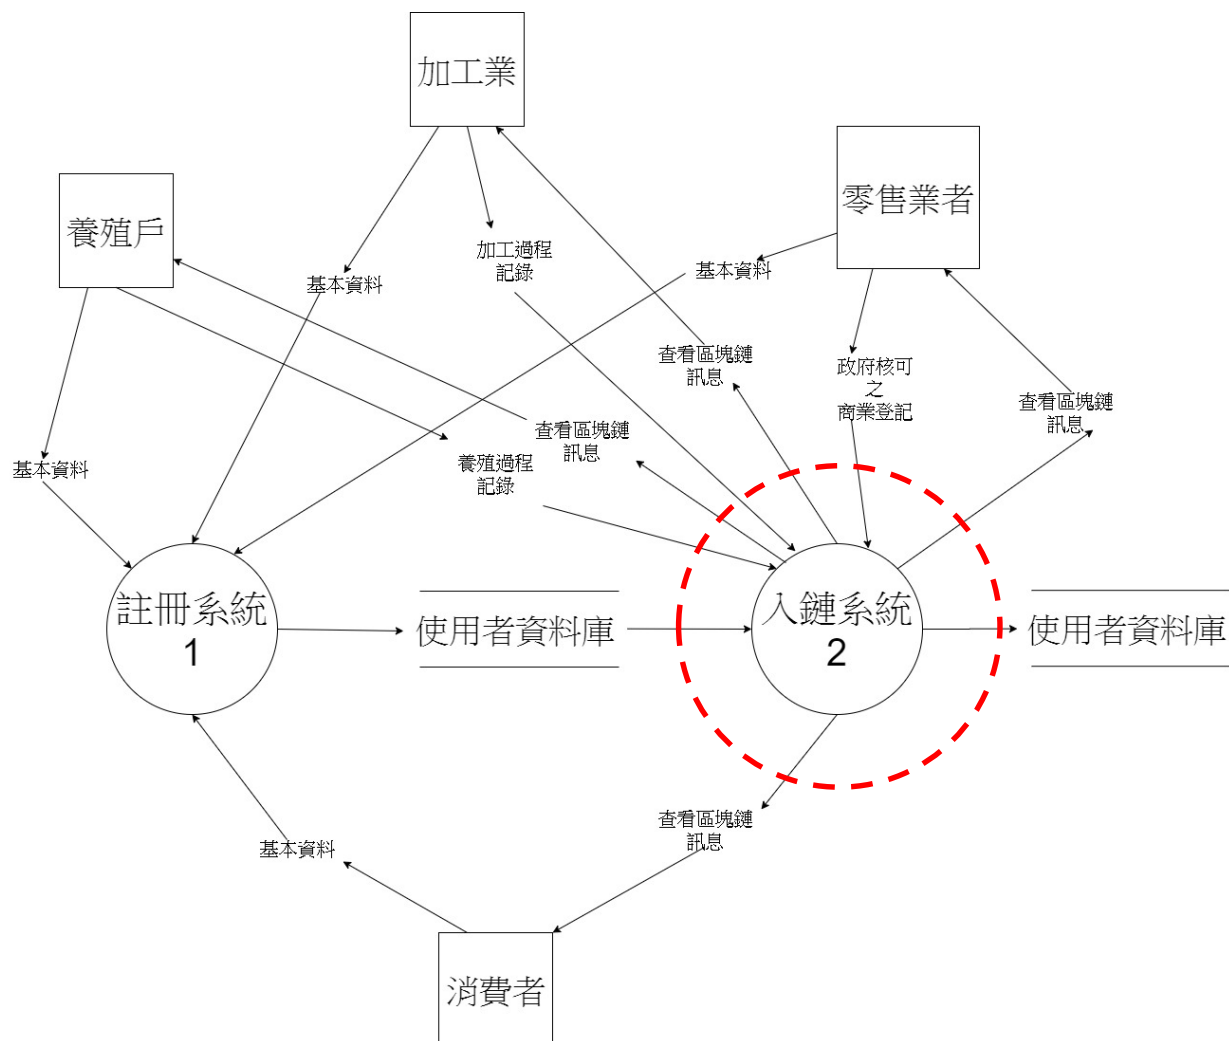 加工業
零售業者
養殖戶
加工過程
記錄
基本資料
基本資料
查看區塊鏈
訊息
政府核可
之
商業登記
查看區塊鏈
訊息
查看區塊鏈
訊息
養殖過程
記錄
基本資料
註冊系統
1
使用者資料庫
入鏈系統
2
使用者資料庫
查看區塊鏈
訊息
基本資料
消費者